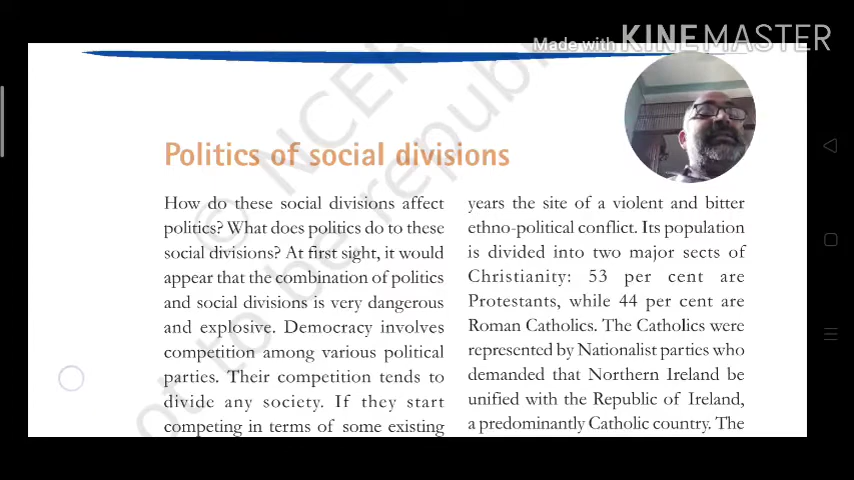 Made with KINEMASTER
Politics of social divisions
How do these social divisions affect
politics? What does politics do to these
social divisions? At first sight, it would
appear that the combination of politics
and social divisions is very dangerous
and explosive. Democracy involves
competition among various political
parties. Their competition tends to
divide any society. If they start
competing in terms of some existing
years the site of a violent and bitter
ethno-political conflict. Its population
is divided into two major sects of
Christianity: 53 per cent are
Protestants, while 44 per cent are
Roman Catholics. The Catholics were
represented by Nationalist parties who
demanded that Northern Ireland be
unified with the Republic of Ireland,
a predominantly Catholic country. The
© NCER
not to be republi